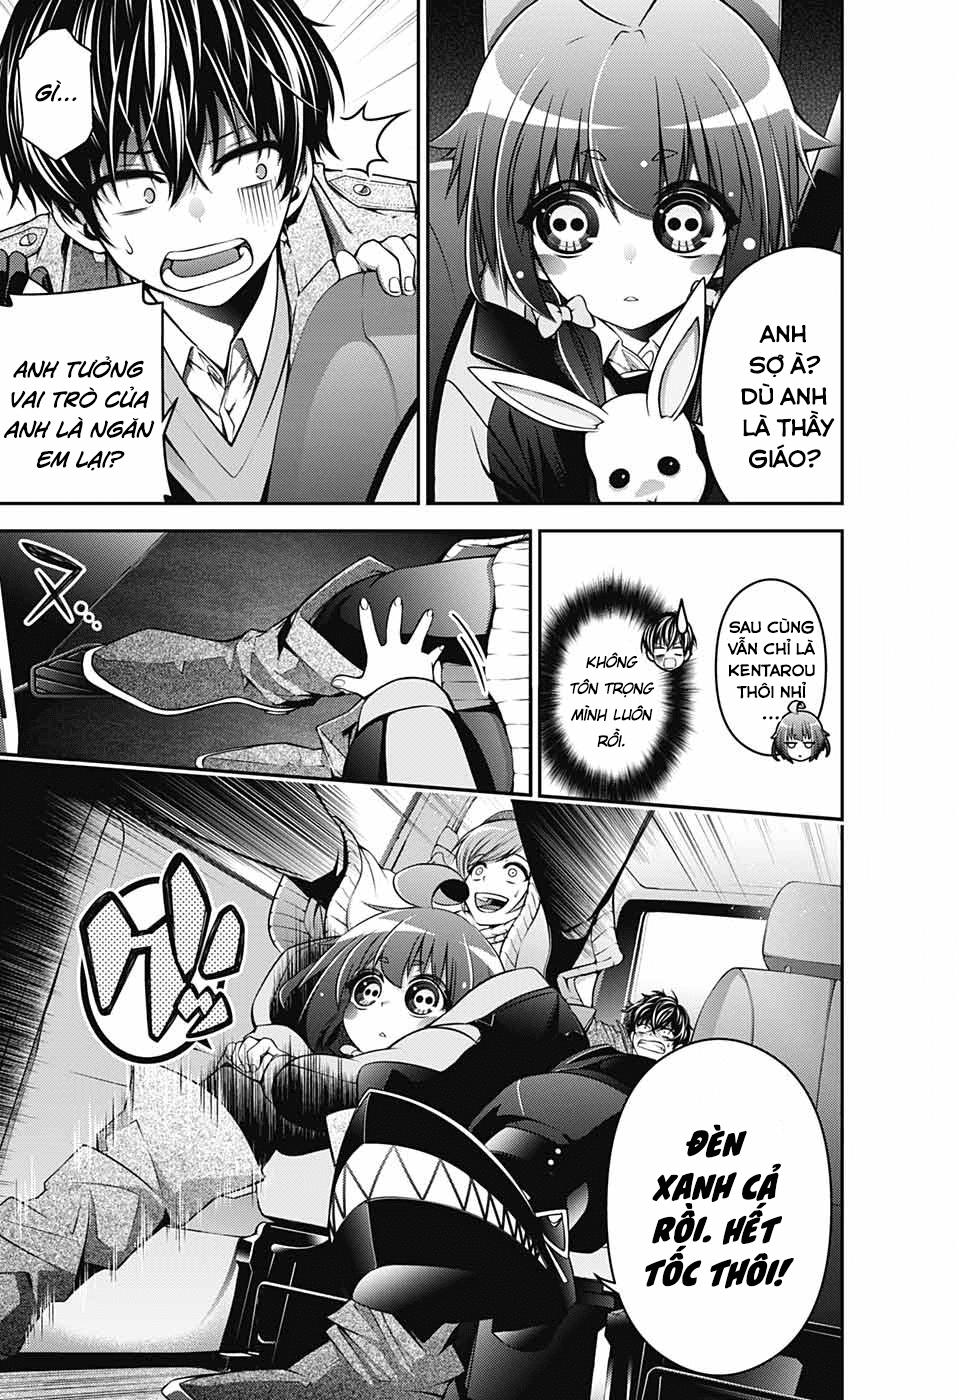 ANH
SỢ À?
DÙ ANH
LÀ THẦY
GIÁO?
GÌ...
ANH TƯỞNG
VAI TRÒ CỦA
ANH LÀ NGĂN
EM LẠI?
SAU CÙNG
VẪN CHỈ LÀ
KENTAROU
THÔI NHỈ
...
KHÔNG
TÔN TRỌNG
MÌNH LUÔN
RỒI.
ヌ...
ĐÈN
XANH CẢ
RỒI. HẾT
TỐC THÔI!